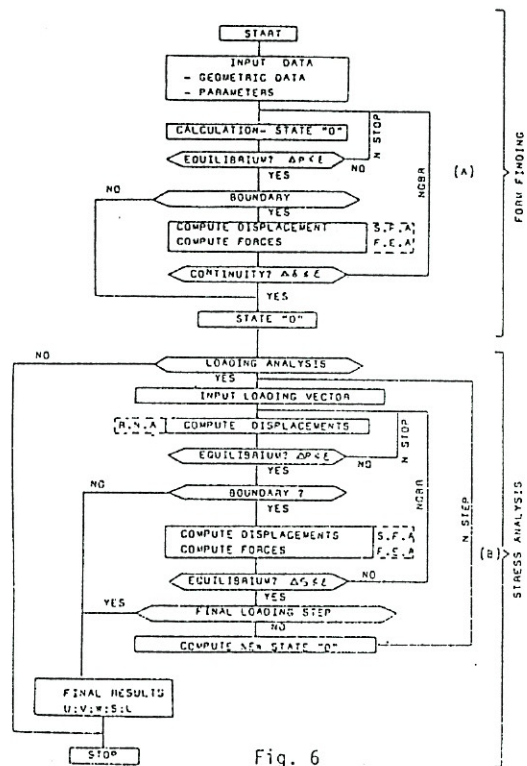 START
INPUT DATA
- GEOMETRIC DATA
- PARAMETERS
CALCULATION- STATE "O"
N STOP
EQUILIBRIUM? ΔP < ε
NO
YES
NGBR
(A)
FORM FINDING
NO
BOUNDARY
YES
COMPUTE DISPLACEMENT
S.F.A
COMPUTE FORCES
F.E.A
CONTINUITY? Δδ ≤ ε
YES
STATE "O"
NO
LOADING ANALYSIS
YES
INPUT LOADING VECTOR
R.N.A
COMPUTE DISPLACEMENTS
N STOP
EQUILIBRIUM? ΔP < ε
NO
YES
NGBR
N STEP
NO
BOUNDARY ?
YES
COMPUTE DISPLACEMENTS
S.F.A
COMPUTE FORCES
F.E.A
(B)
STRESS ANALYSIS
EQUILIBRIUM? ΔS ≤ ε
NO
YES
YES
FINAL LOADING STEP
NO
COMPUTE NEW STATE "O"
FINAL RESULTS
U;V;W;S;L
STOP
Fig. 6